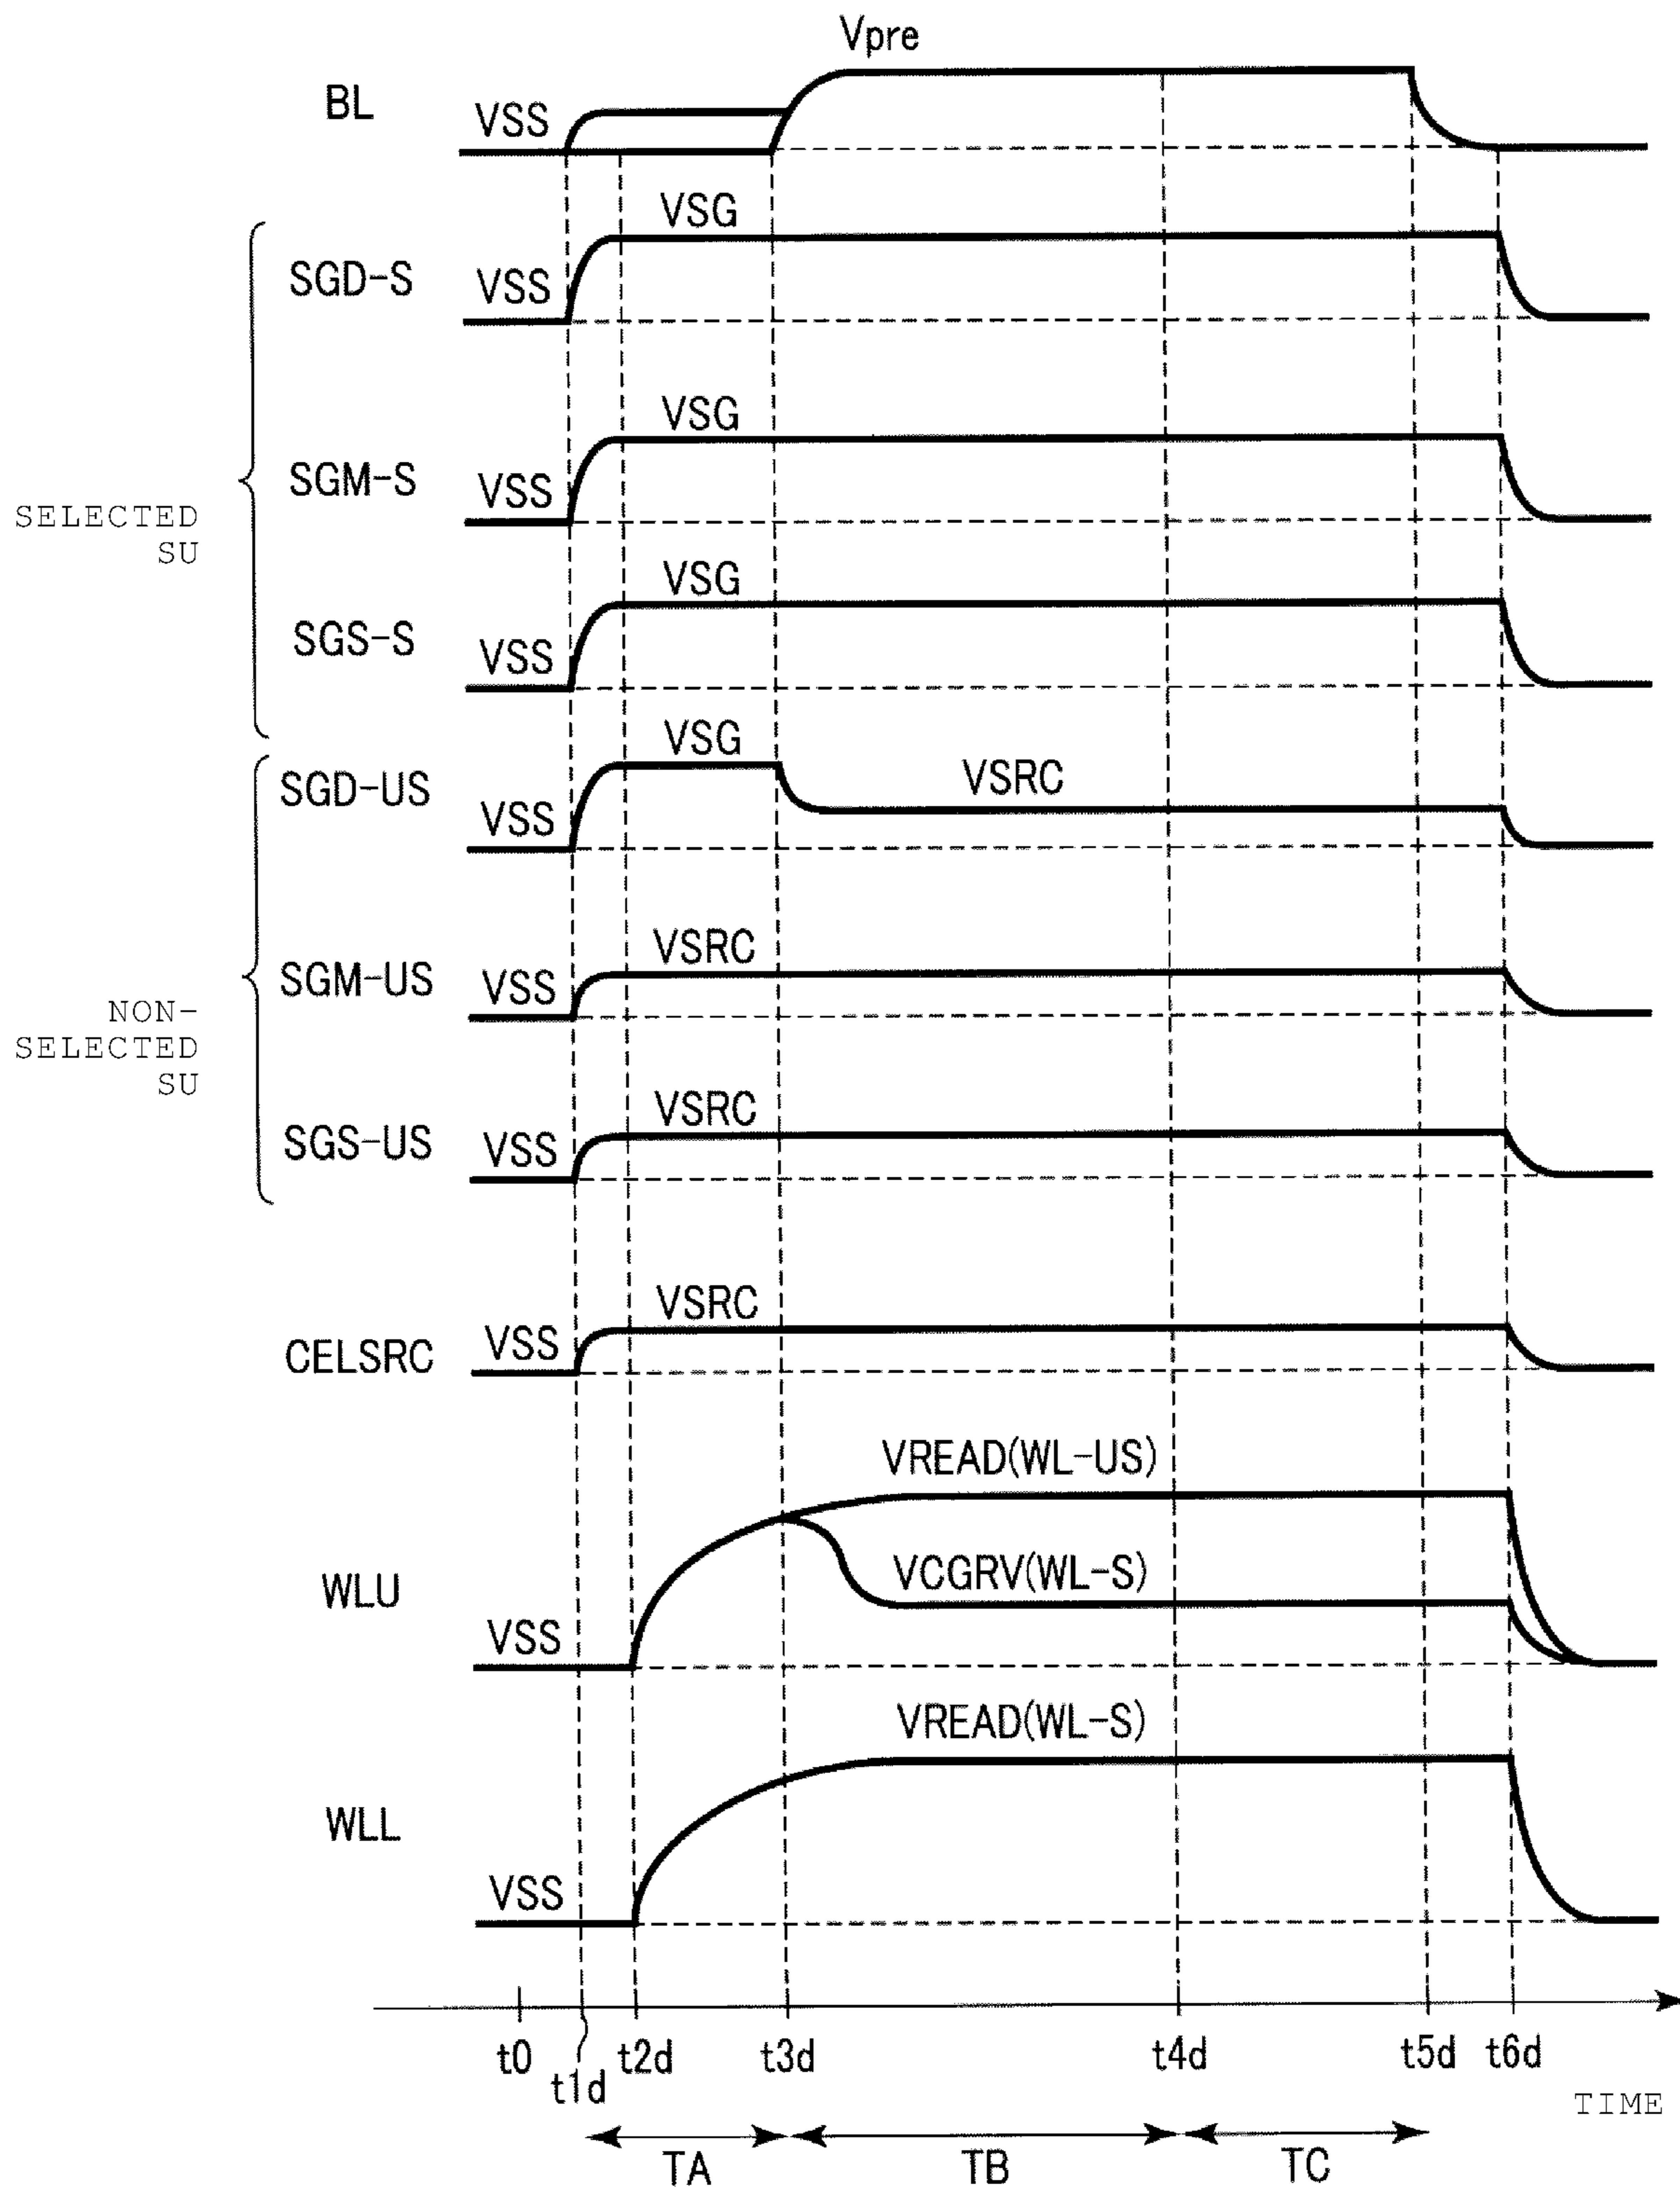 Vpre
BL
VSS
VSG
SGD-S
VSS
VSG
SGM-S
VSS
SELECTED
SU
VSG
SGS-S
VSS
VSG
SGD-US
VSS
VSRC
VSRC
SGM-US
VSS
NON-
SELECTED
SU
VSRC
SGS-US
VSS
VSRC
CELSRC
VSS
VREAD(WL-US)
VCGRV(WL-S)
WLU
VSS
VREAD(WL-S)
WLL
VSS
t0
t1d
t2d
t3d
t4d
t5d
t6d
TIME
TA
TB
TC